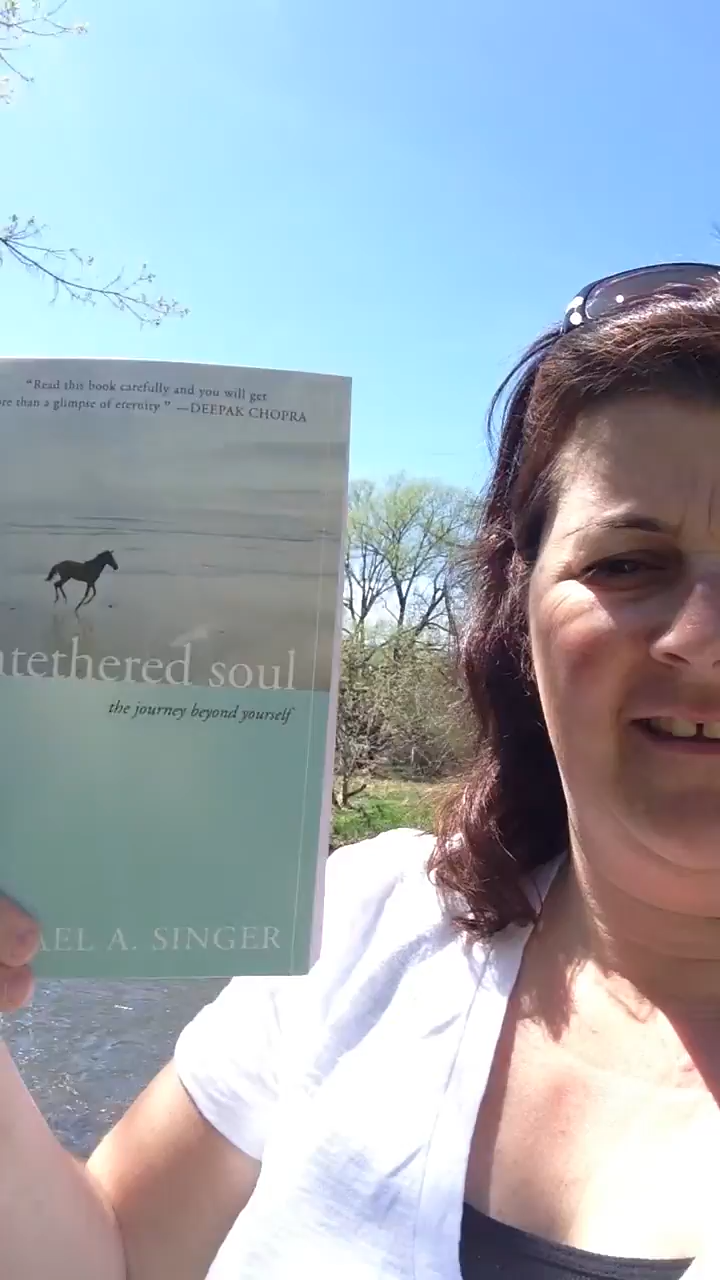 "Read this book carefully and you will get
ore than a glimpse of eternity" —DEEPAK CHOPRA
ntethered soul
the journey beyond yourself
AEL A. SINGER